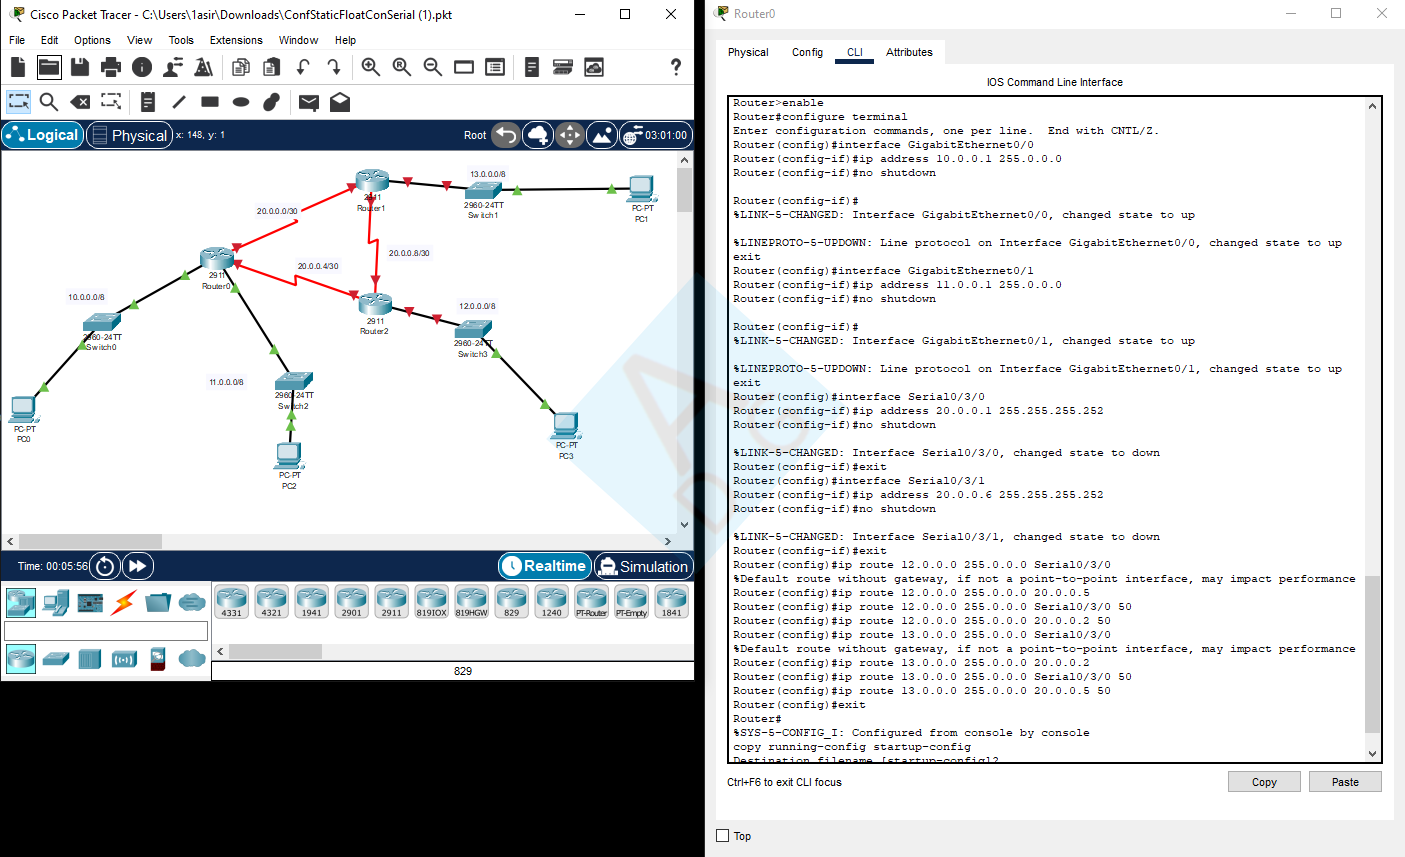 Cisco Packet Tracer - C:\Users\1asir\Downloads\ConfStaticFloatConSerial (1).pkt
File Edit Options View Tools Extensions Window Help
Logical Physical x: 148, y: 1 Root 03:01:00
13.0.0.0/8
2911
Router1
2960-24TT
Switch1
PC-PT
PC1
20.0.0.0/30
20.0.0.8/30
20.0.0.4/30
2911
Router0
10.0.0.0/8
2911
Router2
12.0.0.0/8
2960-24TT
Switch0
2960-24TT
Switch3
11.0.0.0/8
2960-24TT
Switch2
PC-PT
PC0
PC-PT
PC3
PC-PT
PC2
Time: 00:05:56 Realtime Simulation
4331 4321 1941 2901 2911 819IOX 819HGW 829 1240 PT-Router PT-Empty 1841
829
Router0
Physical Config CLI Attributes
IOS Command Line Interface
Router>enable
Router#configure terminal
Enter configuration commands, one per line. End with CNTL/Z.
Router(config)#interface GigabitEthernet0/0
Router(config-if)#ip address 10.0.0.1 255.0.0.0
Router(config-if)#no shutdown
Router(config-if)#
%LINK-5-CHANGED: Interface GigabitEthernet0/0, changed state to up
%LINEPROTO-5-UPDOWN: Line protocol on Interface GigabitEthernet0/0, changed state to up
exit
Router(config)#interface GigabitEthernet0/1
Router(config-if)#ip address 11.0.0.1 255.0.0.0
Router(config-if)#no shutdown
Router(config-if)#
%LINK-5-CHANGED: Interface GigabitEthernet0/1, changed state to up
%LINEPROTO-5-UPDOWN: Line protocol on Interface GigabitEthernet0/1, changed state to up
exit
Router(config)#interface Serial0/3/0
Router(config-if)#ip address 20.0.0.1 255.255.255.252
Router(config-if)#no shutdown
%LINK-5-CHANGED: Interface Serial0/3/0, changed state to down
Router(config-if)#exit
Router(config)#interface Serial0/3/1
Router(config-if)#ip address 20.0.0.6 255.255.255.252
Router(config-if)#no shutdown
%LINK-5-CHANGED: Interface Serial0/3/1, changed state to down
Router(config-if)#exit
Router(config)#ip route 12.0.0.0 255.0.0.0 Serial0/3/0
%Default route without gateway, if not a point-to-point interface, may impact performance
Router(config)#ip route 12.0.0.0 255.0.0.0 20.0.0.5
Router(config)#ip route 12.0.0.0 255.0.0.0 Serial0/3/0 50
Router(config)#ip route 12.0.0.0 255.0.0.0 20.0.0.2 50
Router(config)#ip route 13.0.0.0 255.0.0.0 Serial0/3/0
%Default route without gateway, if not a point-to-point interface, may impact performance
Router(config)#ip route 13.0.0.0 255.0.0.0 20.0.0.2
Router(config)#ip route 13.0.0.0 255.0.0.0 Serial0/3/0 50
Router(config)#ip route 13.0.0.0 255.0.0.0 20.0.0.5 50
Router(config)#exit
Router#
%SYS-5-CONFIG_I: Configured from console by console
copy running-config startup-config
Destination filename [startup-config]?
Ctrl+F6 to exit CLI focus
Copy Paste
Top